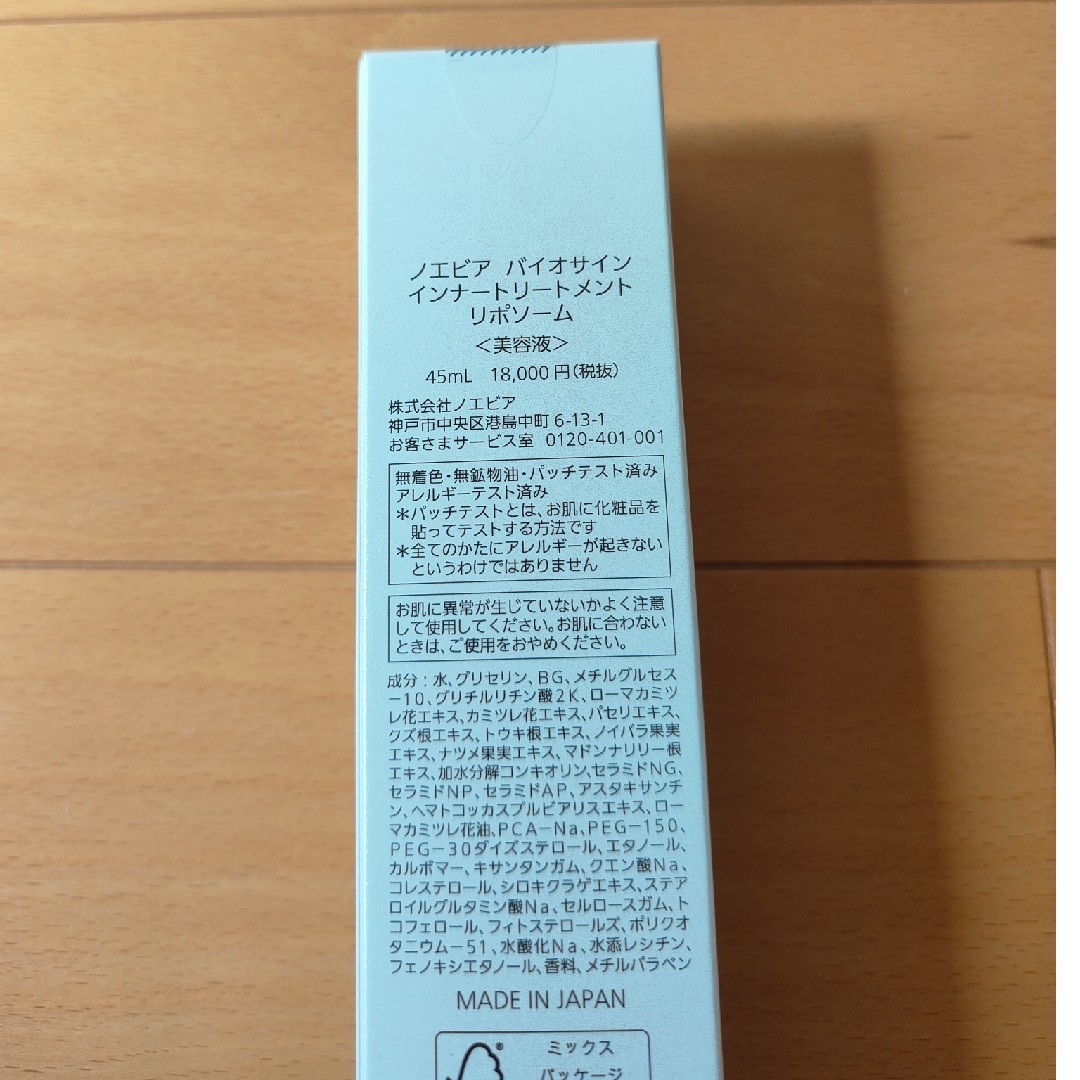 ノエビア バイオサイン
インナートリートメント
リポソーム
＜美容液＞
45mL 18,000円(税抜)
株式会社ノエビア
神戸市中央区港島中町6-13-1
お客さまサービス室 0120-401-001
無着色・無鉱物油・パッチテスト済み
アレルギーテスト済み
＊パッチテストとは、お肌に化粧品を
貼ってテストする方法です
＊全てのかたにアレルギーが起きない
というわけではありません
お肌に異常が生じていないかよく注意
して使用してください。お肌に合わない
ときは、ご使用をおやめください。
成分：水、グリセリン、BG、メチルグルセス
－10、グリチルリチン酸2K、ローマカミツ
レ花エキス、カミツレ花エキス、パセリエキス、
クズ根エキス、トウキ根エキス、ノイバラ果実
エキス、ナツメ果実エキス、マドンナリリー根
エキス、加水分解コンキオリン、セラミドNG、
セラミドNP、セラミドAP、アスタキサンチ
ン、ヘマトコッカスプルビアリスエキス、ロー
マカミツレ花油、PCA－Na、PEG－150、
PEG－30ダイズステロール、エタノール、
カルボマー、キサンタンガム、クエン酸Na、
コレステロール、シロキクラゲエキス、ステア
ロイルグルタミン酸Na、セルロースガム、ト
コフェロール、フィトステロールズ、ポリクオ
タニウム－51、水酸化Na、水添レシチン、
フェノキシエタノール、香料、メチルパラベン
MADE IN JAPAN
ミックス
パッケージ